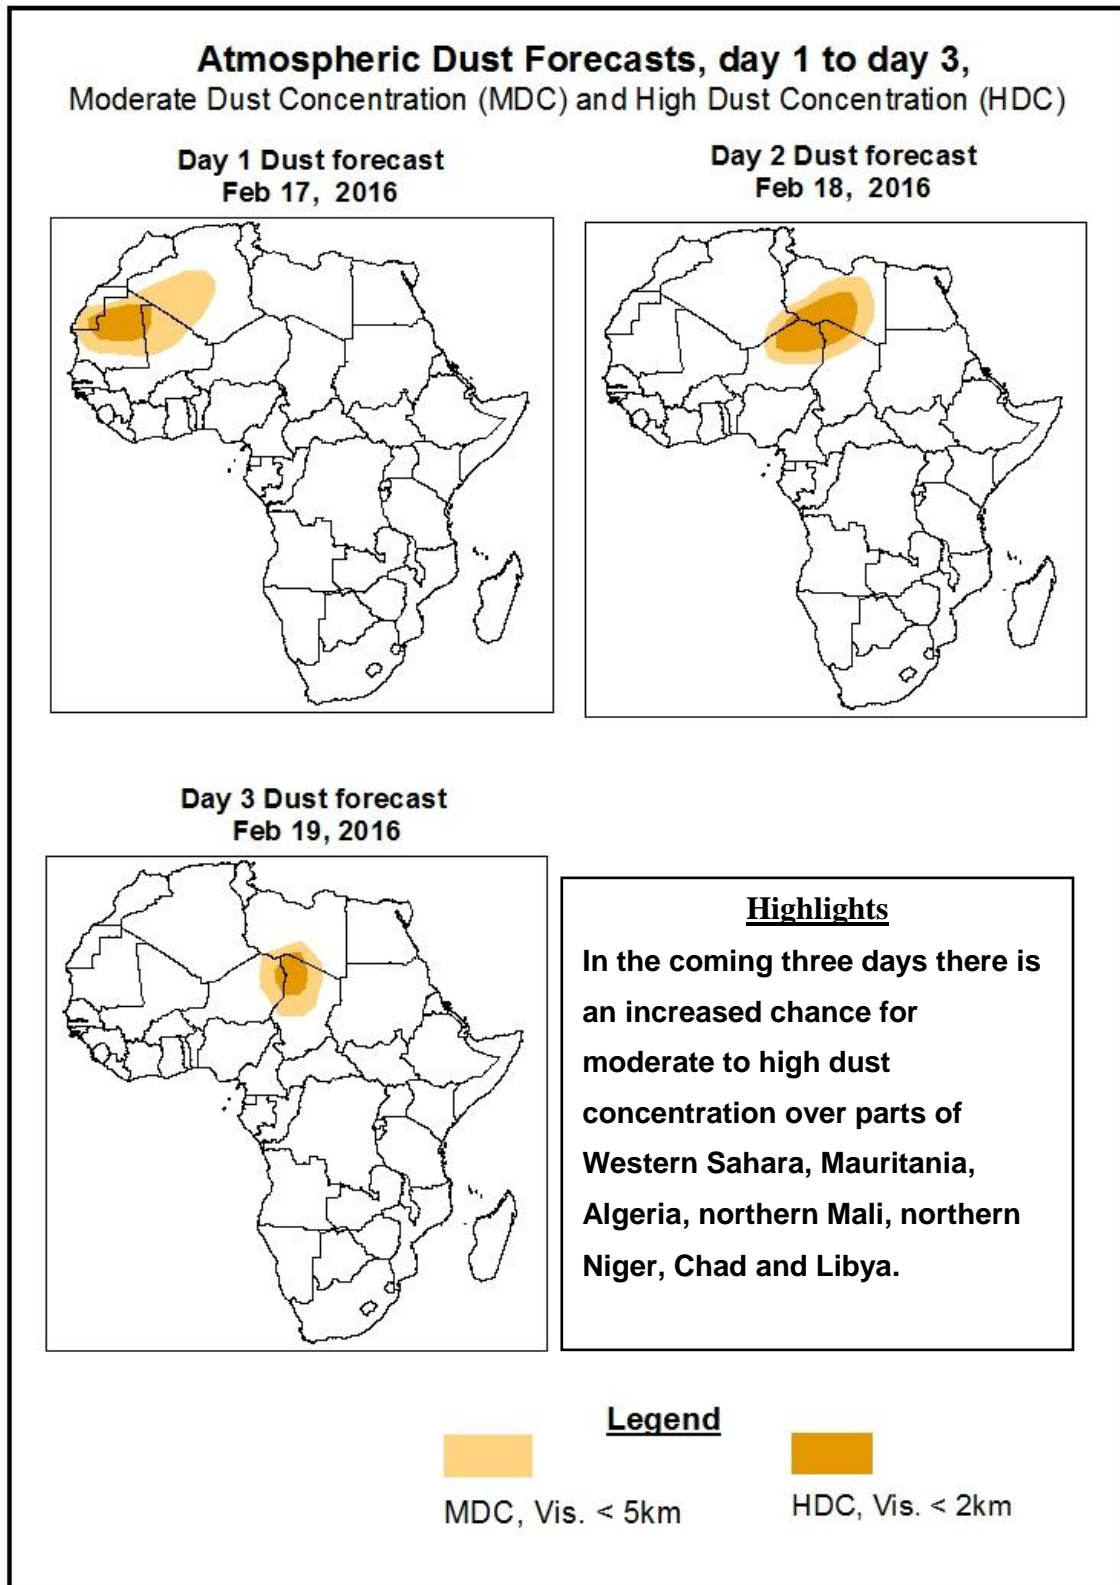 Atmospheric Dust Forecasts, day 1 to day 3,
Moderate Dust Concentration (MDC) and High Dust Concentration (HDC)
Day 1 Dust forecast
Feb 17, 2016
Day 2 Dust forecast
Feb 18, 2016
Day 3 Dust forecast
Feb 19, 2016
Highlights
In the coming three days there is
an increased chance for
moderate to high dust
concentration over parts of
Western Sahara, Mauritania,
Algeria, northern Mali, northern
Niger, Chad and Libya.
Legend
MDC, Vis. < 5km
HDC, Vis. < 2km